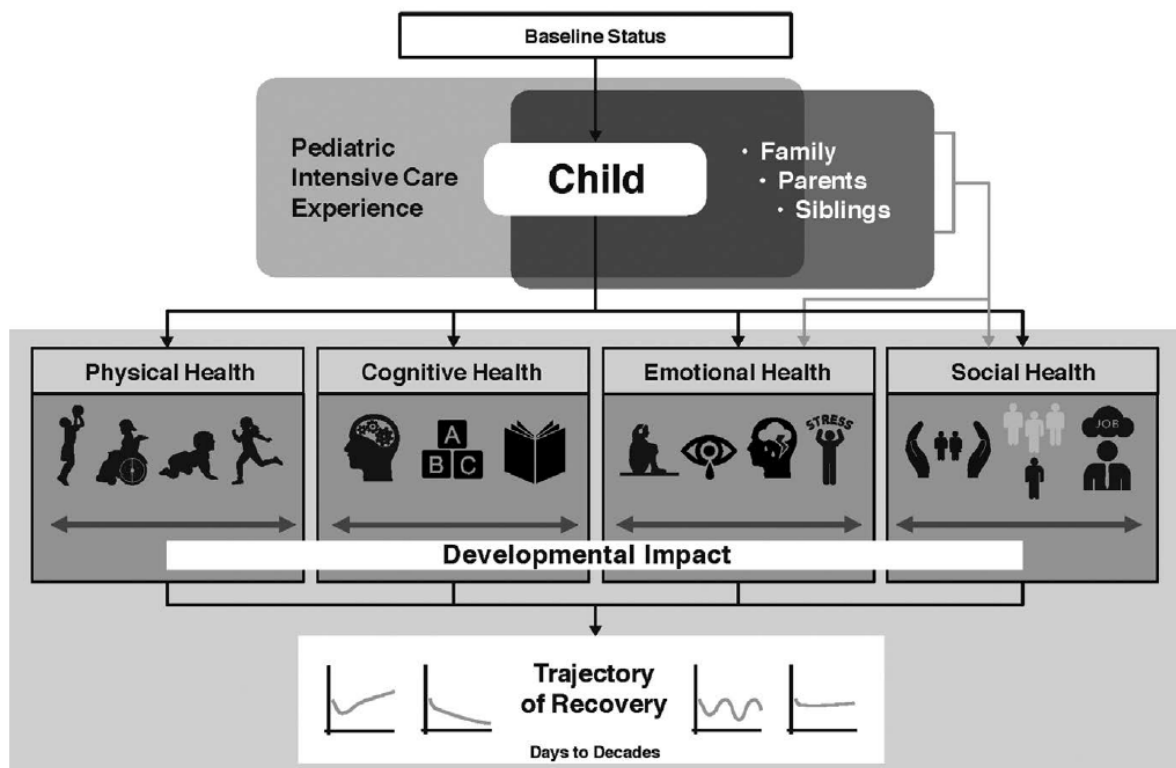 Baseline Status
Pediatric
Intensive Care
Experience
Child
• Family
• Parents
• Siblings
Physical Health
Cognitive Health
Emotional Health
Social Health
A
B C
STRESS
JOB
Developmental Impact
Trajectory
of Recovery
Days to Decades